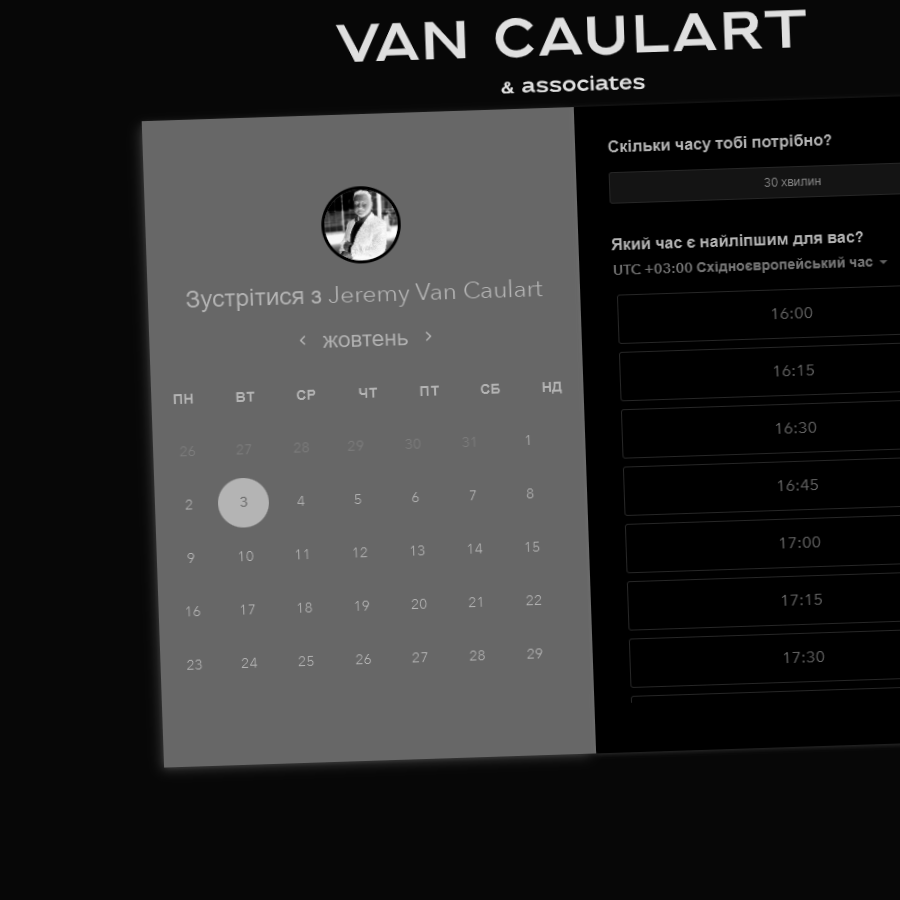 VAN CAULART
& associates
Зустрітися з Jeremy Van Caulart
жовтень
ПН ВТ СР ЧТ ПТ СБ НД
26 27 28 29 30 31 1
2 3 4 5 6 7 8
9 10 11 12 13 14 15
16 17 18 19 20 21 22
23 24 25 26 27 28 29
Скільки часу тобі потрібно?
30 хвилин
Який час є найліпшим для вас?
UTC +03:00 Східноєвропейський час
16:00
16:15
16:30
16:45
17:00
17:15
17:30